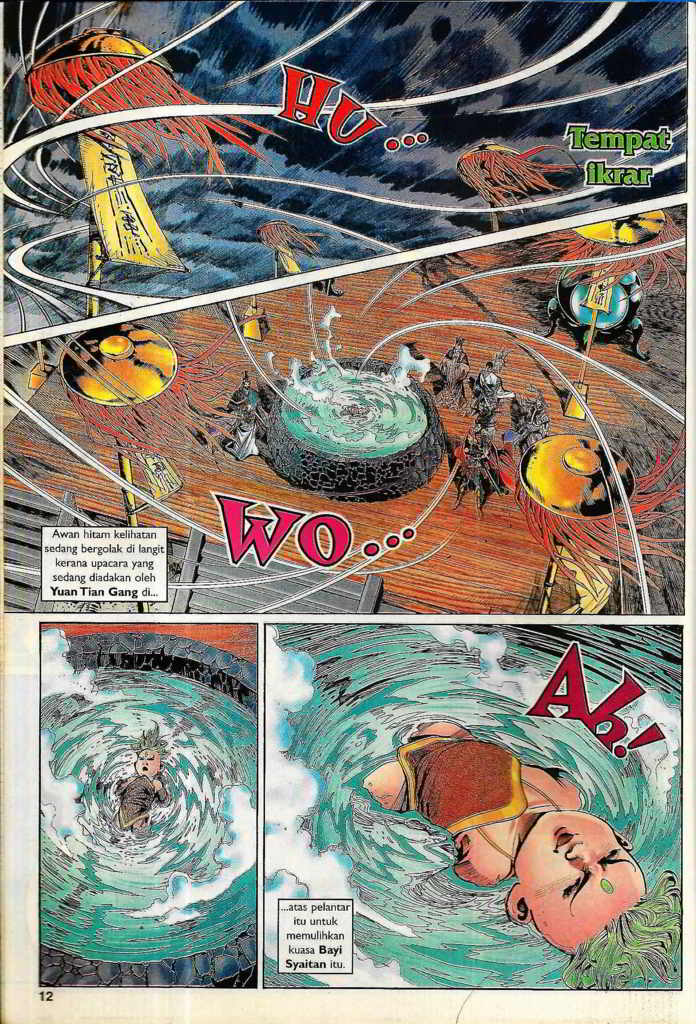 HU...
Tempat
ikrar
WO...
Awan hitam kelihatan
sedang bergolak di langit
kerana upacara yang
sedang diadakan oleh
Yuan Tian Gang di...
Ah!
...atas pelantar
itu untuk
memulihkan
kuasa Bayi
Syaitan itu.
12